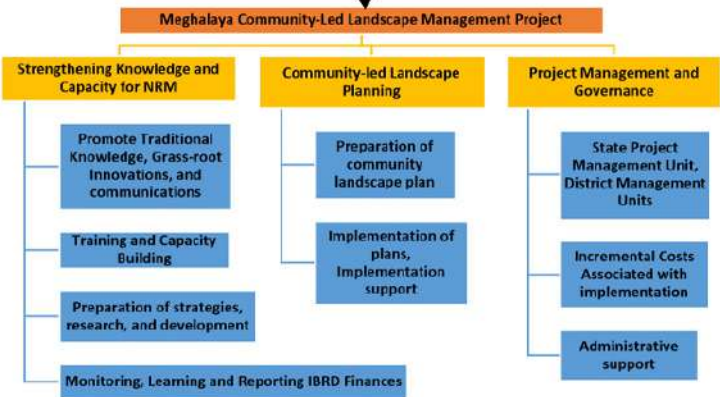 Meghalaya Community-Led Landscape Management Project
Strengthening Knowledge and
Capacity for NRM
Promote Traditional
Knowledge, Grass-root
Innovations, and
communications
Training and Capacity
Building
Preparation of strategies,
research, and development
Monitoring, Learning and Reporting IBRD Finances
Community-led Landscape
Planning
Preparation of
community
landscape plan
Implementation of
plans,
Implementation
support
Project Management and
Governance
State Project
Management Unit,
District Management
Units
Incremental Costs
Associated with
implementation
Administrative
support